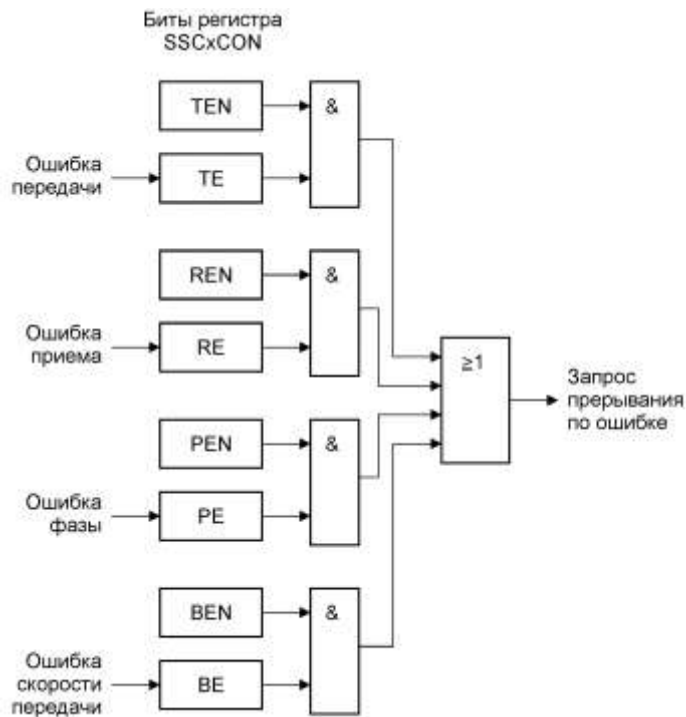 Биты регистра
SSCxCON
TEN
&
Ошибка
передачи
TE
REN
&
Ошибка
приема
RE
≥1
Запрос
прерывания
по ошибке
PEN
&
Ошибка
фазы
PE
BEN
&
Ошибка
скорости
передачи
BE